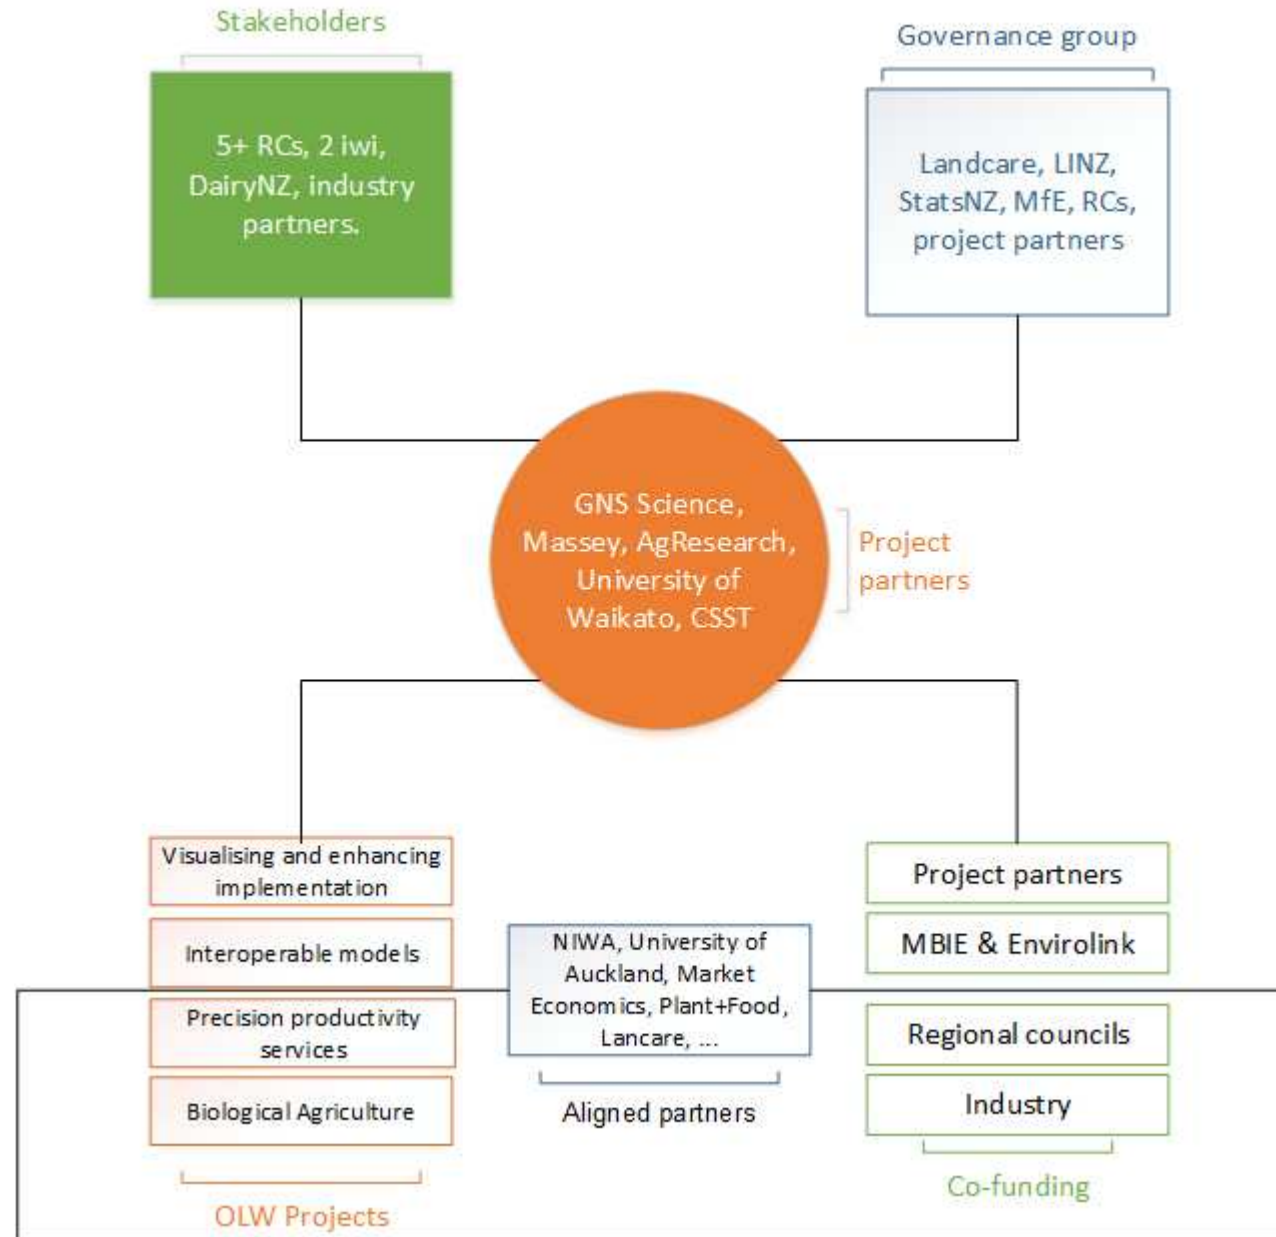 Stakeholders
5+ RCs, 2 iwi,
DairyNZ, industry
partners.
Governance group
Landcare, LINZ,
StatsNZ, MfE, RCs,
project partners
GNS Science,
Massey, AgResearch,
University of
Waikato, CSST
Project
partners
Visualising and enhancing
implementation
Interoperable models
Precision productivity
services
Biological Agriculture
OLW Projects
NIWA, University of
Auckland, Market
Economics, Plant+Food,
Lancare, ...
Aligned partners
Project partners
MBIE & Envirolink
Regional councils
Industry
Co-funding